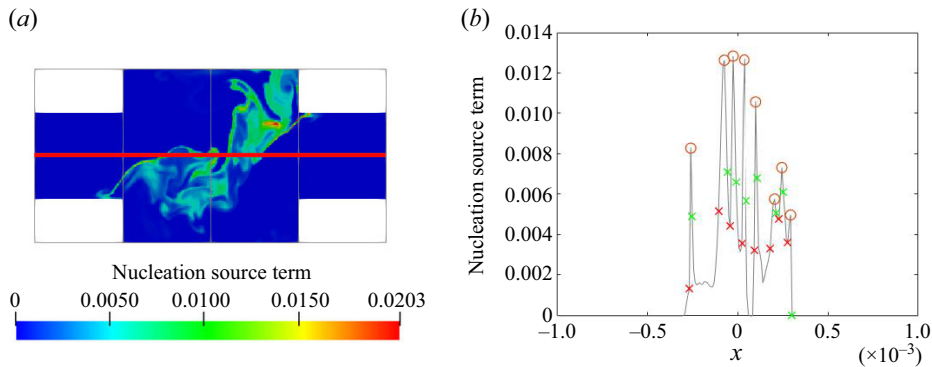 (a)
Nucleation source term
0 0.0050 0.0100 0.0150 0.0203
(b)
Nucleation source term
0.014
0.012
0.010
0.008
0.006
0.004
0.002
0
−1.0 −0.5 0 0.5 1.0
x (×10⁻³)